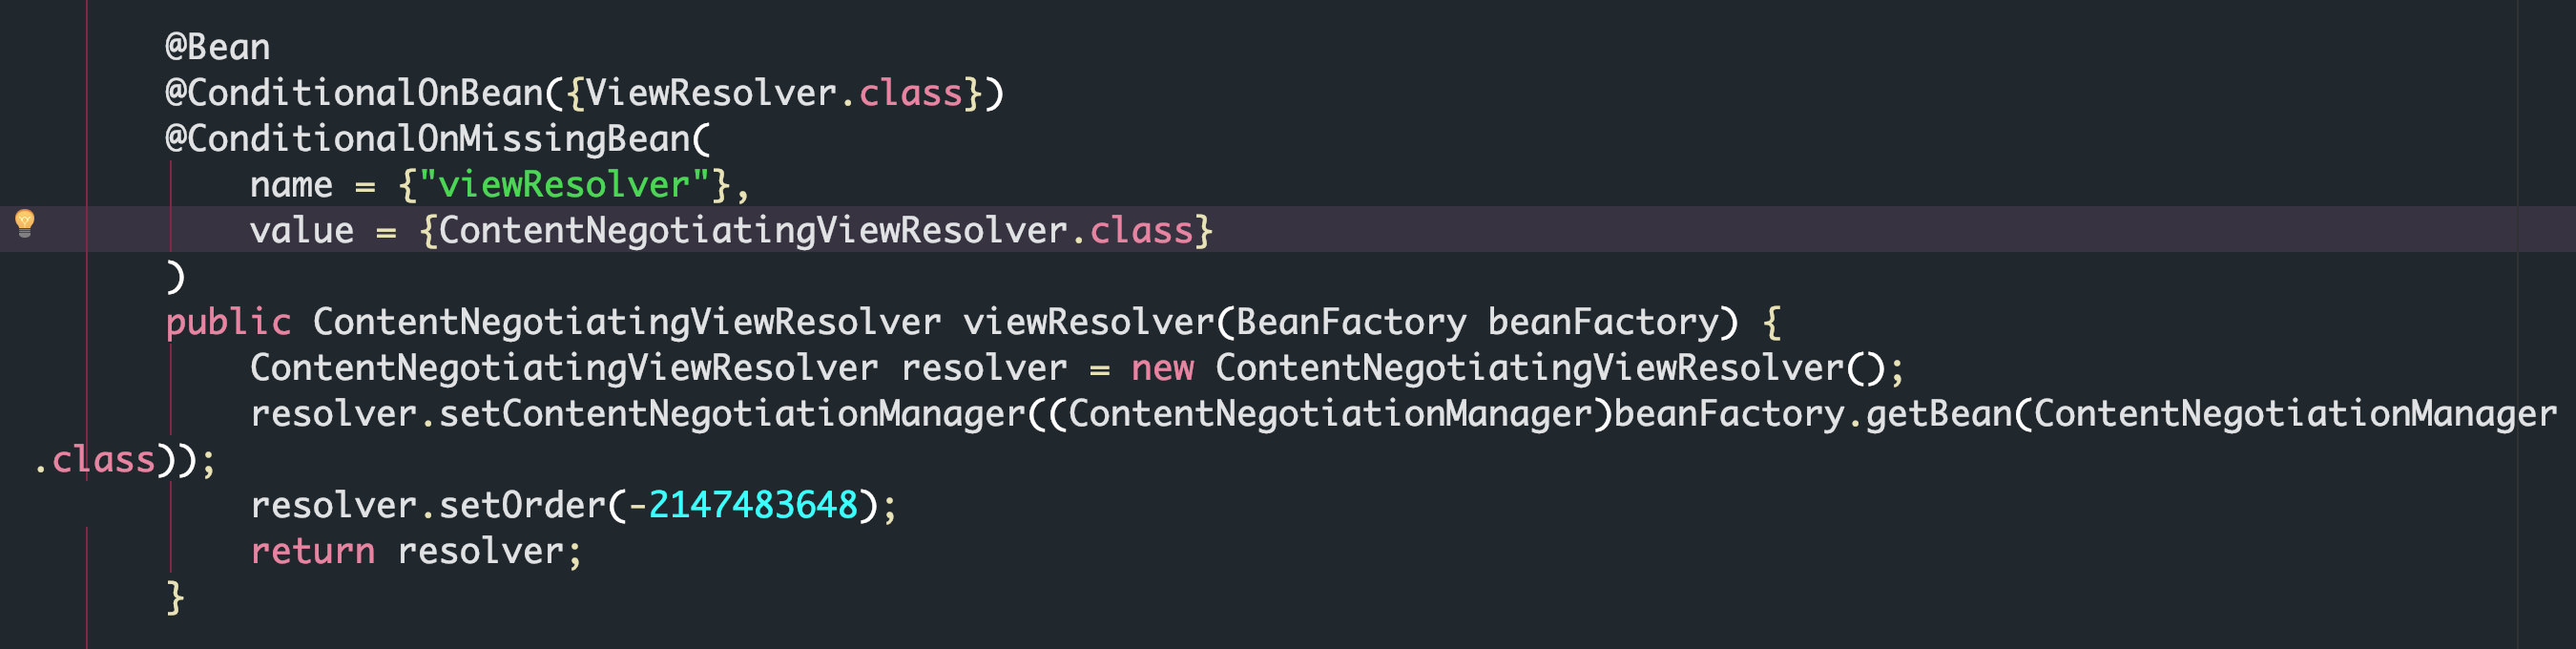 @Bean
@ConditionalOnBean({ViewResolver.class})
@ConditionalOnMissingBean(
name = {"viewResolver"},
value = {ContentNegotiatingViewResolver.class}
)
public ContentNegotiatingViewResolver viewResolver(BeanFactory beanFactory) {
ContentNegotiatingViewResolver resolver = new ContentNegotiatingViewResolver();
resolver.setContentNegotiationManager((ContentNegotiationManager)beanFactory.getBean(ContentNegotiationManager
.class));
resolver.setOrder(-2147483648);
return resolver;
}